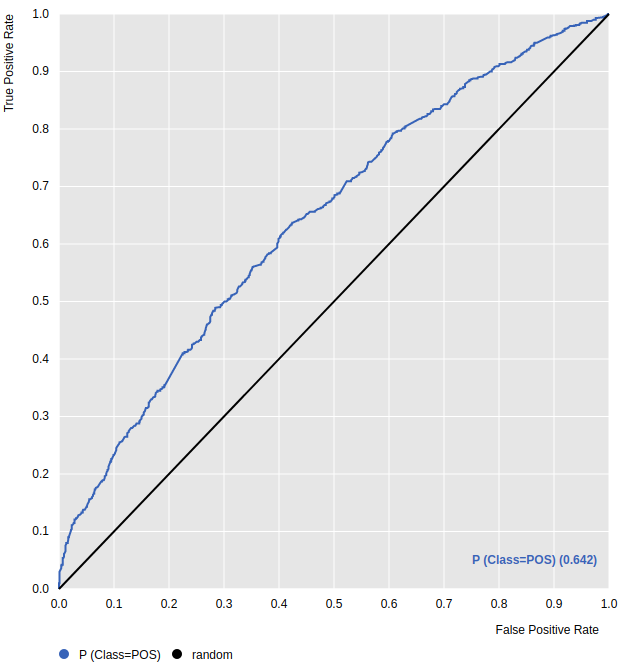 True Positive Rate
1.0
0.9
0.8
0.7
0.6
0.5
0.4
0.3
0.2
0.1
0.0
P (Class=POS) (0.642)
0.0 0.1 0.2 0.3 0.4 0.5 0.6 0.7 0.8 0.9 1.0
False Positive Rate
P (Class=POS) random